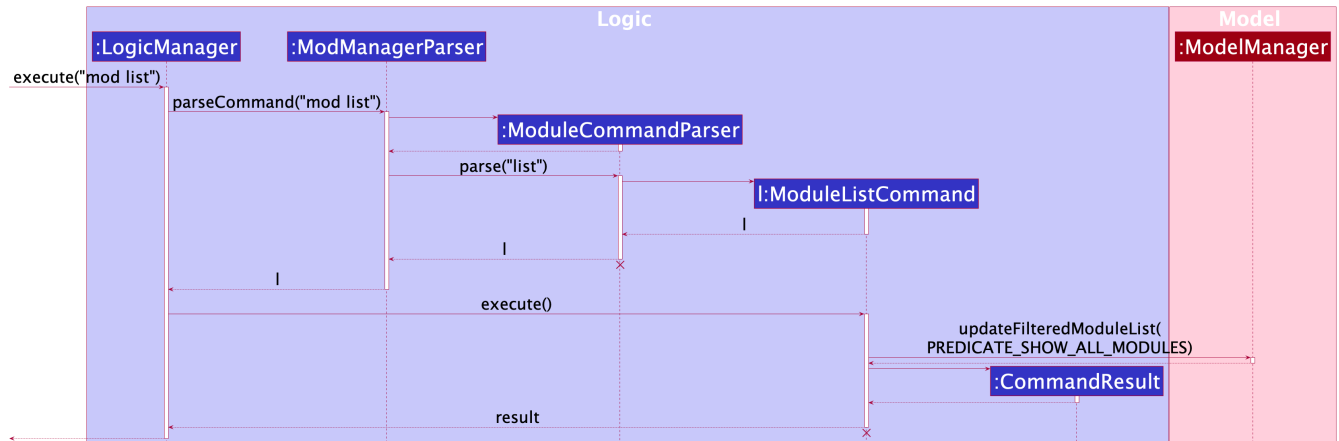 Logic
Model
:LogicManager
:ModManagerParser
:ModelManager
execute("mod list")
parseCommand("mod list")
:ModuleCommandParser
parse("list")
l:ModuleListCommand
l
l
l
execute()
updateFilteredModuleList(
PREDICATE_SHOW_ALL_MODULES)
:CommandResult
result